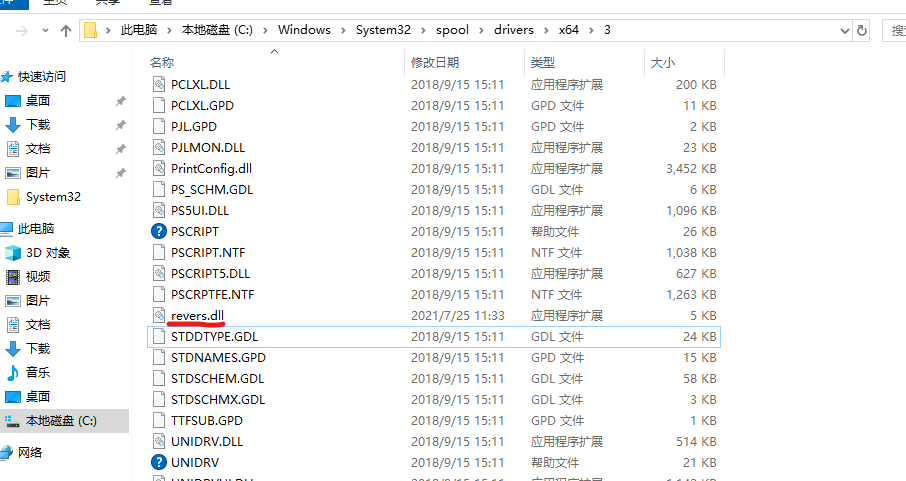 此电脑 › 本地磁盘 (C:) › Windows › System32 › spool › drivers › x64 › 3
名称 修改日期 类型 大小
快速访问
桌面
下载
文档
图片
System32
此电脑
3D 对象
视频
图片
文档
下载
音乐
桌面
本地磁盘 (C:)
网络
PCLXL.DLL 2018/9/15 15:11 应用程序扩展 200 KB
PCLXL.GPD 2018/9/15 15:11 GPD 文件 11 KB
PJL.GPD 2018/9/15 15:11 GPD 文件 2 KB
PJLMON.DLL 2018/9/15 15:11 应用程序扩展 23 KB
PrintConfig.dll 2018/9/15 15:11 应用程序扩展 3,452 KB
PS_SCHM.GDL 2018/9/15 15:11 GDL 文件 6 KB
PS5UI.DLL 2018/9/15 15:11 应用程序扩展 1,096 KB
PSCRIPT 2018/9/15 15:11 帮助文件 26 KB
PSCRIPT.NTF 2018/9/15 15:11 NTF 文件 1,038 KB
PSCRIPT5.DLL 2018/9/15 15:11 应用程序扩展 627 KB
PSCRPTFE.NTF 2018/9/15 15:11 NTF 文件 1,263 KB
revers.dll 2021/7/25 11:33 应用程序扩展 5 KB
STDDTYPE.GDL 2018/9/15 15:11 GDL 文件 24 KB
STDNAMES.GPD 2018/9/15 15:11 GPD 文件 15 KB
STDSCHEM.GDL 2018/9/15 15:11 GDL 文件 58 KB
STDSCHMX.GDL 2018/9/15 15:11 GDL 文件 3 KB
TTFSUB.GPD 2018/9/15 15:11 GPD 文件 1 KB
UNIDRV.DLL 2018/9/15 15:11 应用程序扩展 514 KB
UNIDRV 2018/9/15 15:11 帮助文件 21 KB